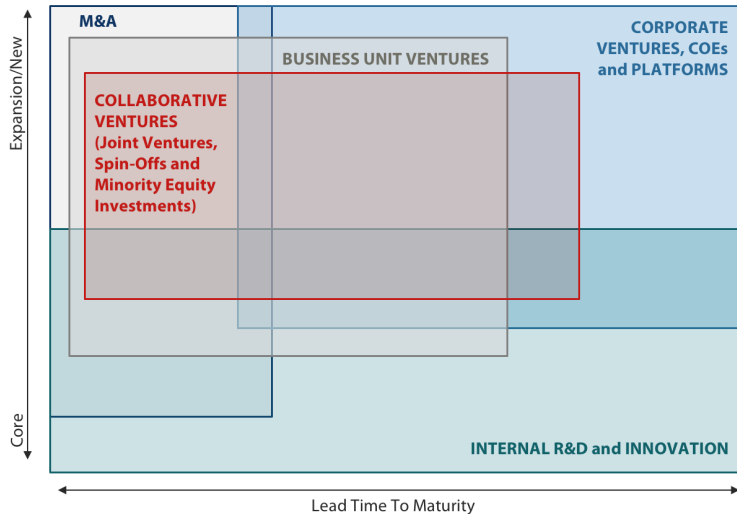 M&A
CORPORATE
VENTURES, COEs
and PLATFORMS
BUSINESS UNIT VENTURES
COLLABORATIVE
VENTURES
(Joint Ventures,
Spin-Offs and
Minority Equity
Investments)
INTERNAL R&D and INNOVATION
Expansion/New
Core
Lead Time To Maturity